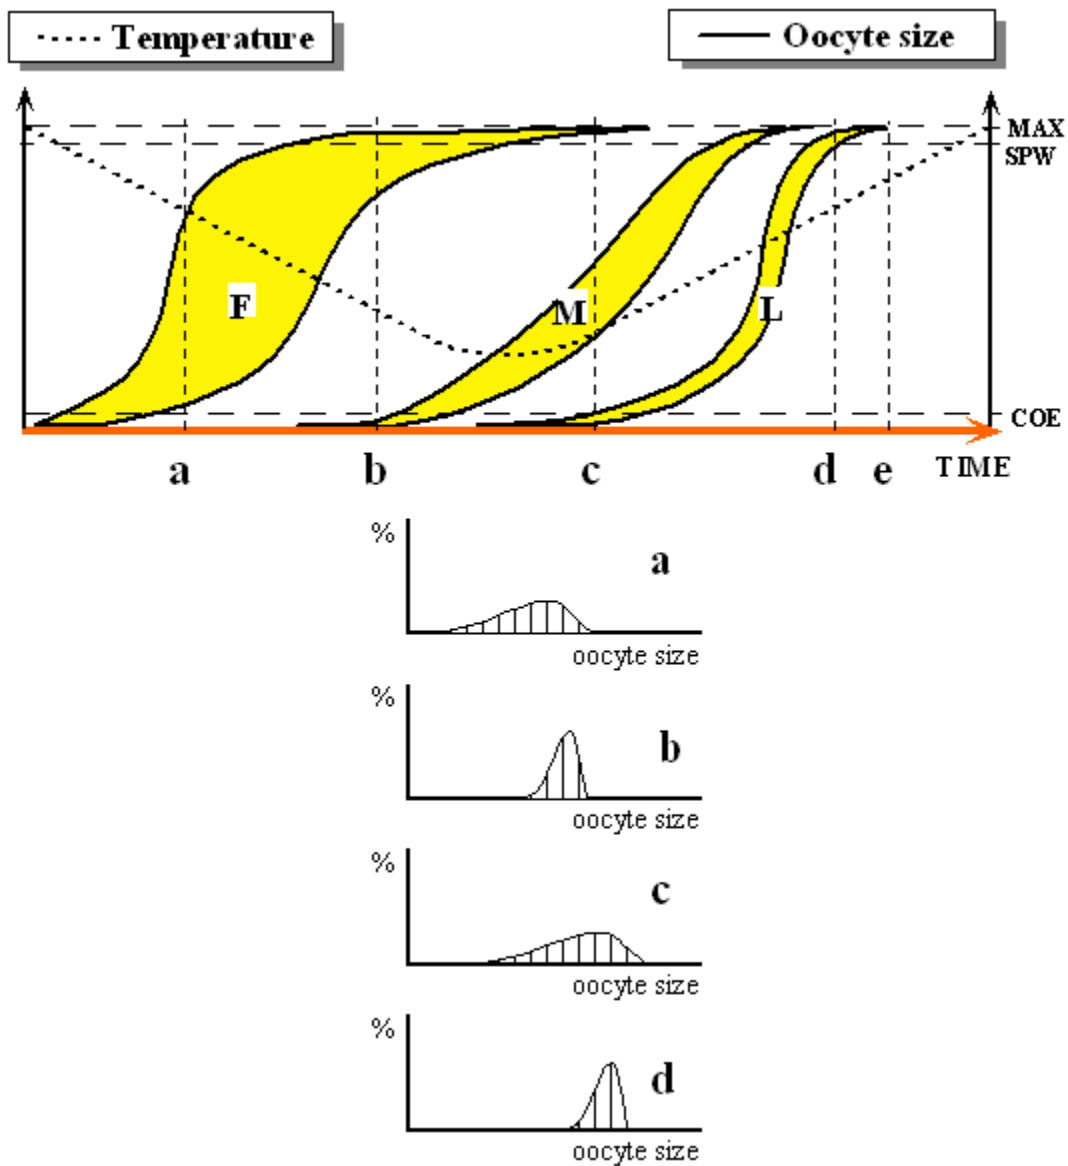 Temperature
Oocyte size
MAX
SPW
F
M
L
COE
a
b
c
d
e
TIME
%
a
oocyte size
%
b
oocyte size
%
c
oocyte size
%
d
oocyte size